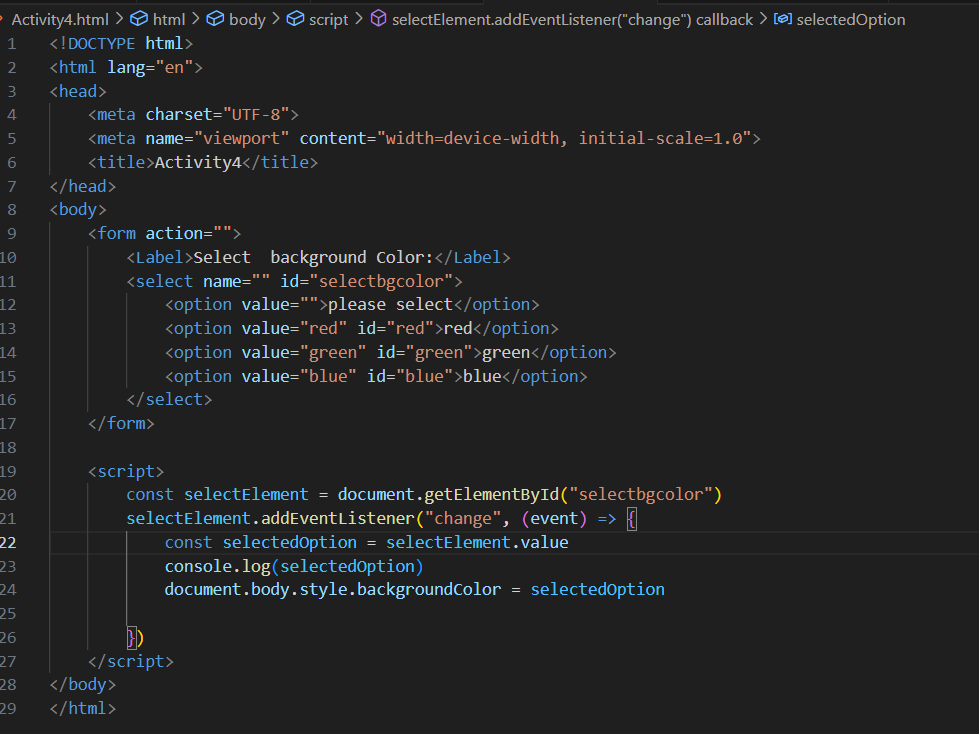 Activity4.html > html > body > script > selectElement.addEventListener("change") callback > selectedOption
1 <!DOCTYPE html>
2 <html lang="en">
3 <head>
4     <meta charset="UTF-8">
5     <meta name="viewport" content="width=device-width, initial-scale=1.0">
6     <title>Activity4</title>
7 </head>
8 <body>
9     <form action="">
10         <Label>Select  background Color:</Label>
11         <select name="" id="selectbgcolor">
12             <option value="">please select</option>
13             <option value="red" id="red">red</option>
14             <option value="green" id="green">green</option>
15             <option value="blue" id="blue">blue</option>
16         </select>
17     </form>
18
19     <script>
20         const selectElement = document.getElementById("selectbgcolor")
21         selectElement.addEventListener("change", (event) => {
22             const selectedOption = selectElement.value
23             console.log(selectedOption)
24             document.body.style.backgroundColor = selectedOption
25
26         })
27     </script>
28 </body>
29 </html>